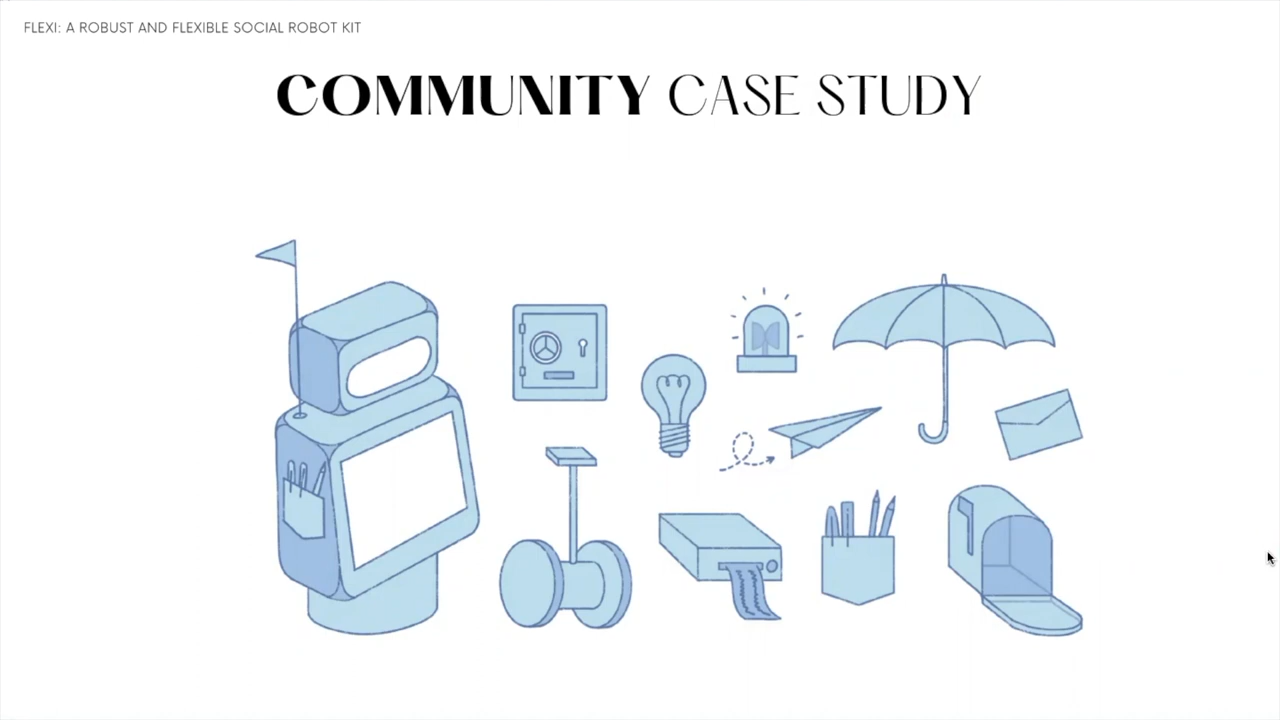 FLEXI: A ROBUST AND FLEXIBLE SOCIAL ROBOT KIT
COMMUNITY CASE STUDY